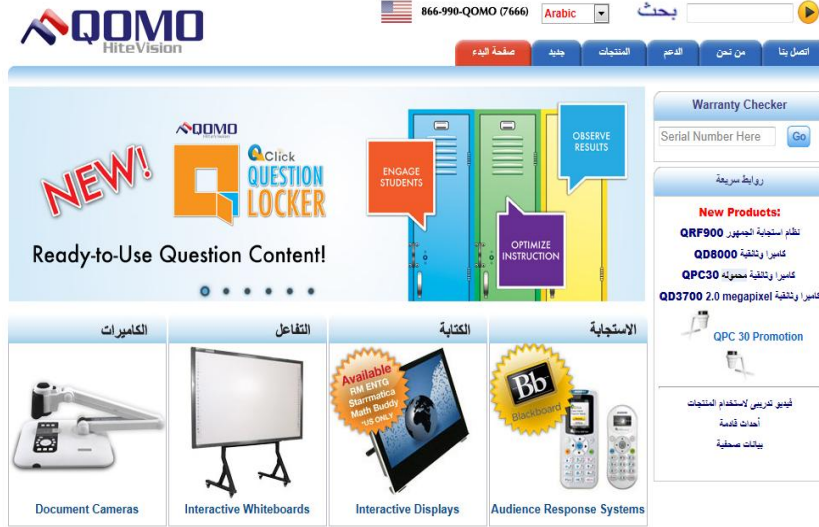 QOMO
HiteVision
866-990-QOMO (7666)
Arabic
بحث
اتصل بنا
من نحن
الدعم
المنتجات
جديد
صفحة البدء
NEW!
QOMO
HITEVISION
QClick
QUESTION
LOCKER
Ready-to-Use Question Content!
ENGAGE
STUDENTS
OPTIMIZE
INSTRUCTION
OBSERVE
RESULTS
Warranty Checker
Serial Number Here
Go
روابط سريعة
New Products:
نظام استجابة الجمهور QRF900
كاميرا وثائقية QD8000
كاميرا وثائقية محمولة QPC30
كاميرا وثائقية QD3700 2.0 megapixel
QPC 30 Promotion
فيديو تدريبي لاستخدام المنتجات
أحداث قادمة
بيانات صحفية
الاستجابة
Bb
Blackboard
Audience Response Systems
الكتابة
Available
RM ENTG
Starrmatica
Math Buddy
*US ONLY
Interactive Displays
التفاعل
Interactive Whiteboards
الكاميرات
Document Cameras